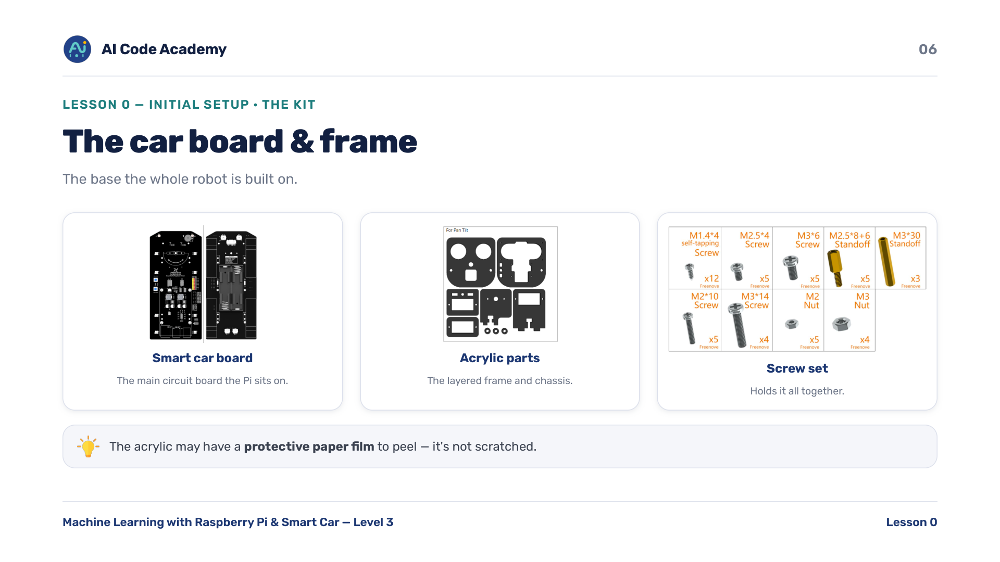 AI Code Academy
06
LESSON 0 — INITIAL SETUP · THE KIT
The car board & frame
The base the whole robot is built on.
For Pan Tilt
M1.4*4
self-tapping
Screw
x12
Freenove
M2.5*4
Screw
x5
Freenove
M3*6
Screw
x5
Freenove
M2.5*8+6
Standoff
x5
Freenove
M3*30
Standoff
x3
Freenove
M2*10
Screw
x5
Freenove
M3*14
Screw
x4
Freenove
M2
Nut
x5
Freenove
M3
Nut
x4
Freenove
Smart car board
The main circuit board the Pi sits on.
Acrylic parts
The layered frame and chassis.
Screw set
Holds it all together.
The acrylic may have a protective paper film to peel — it's not scratched.
Machine Learning with Raspberry Pi & Smart Car — Level 3
Lesson 0